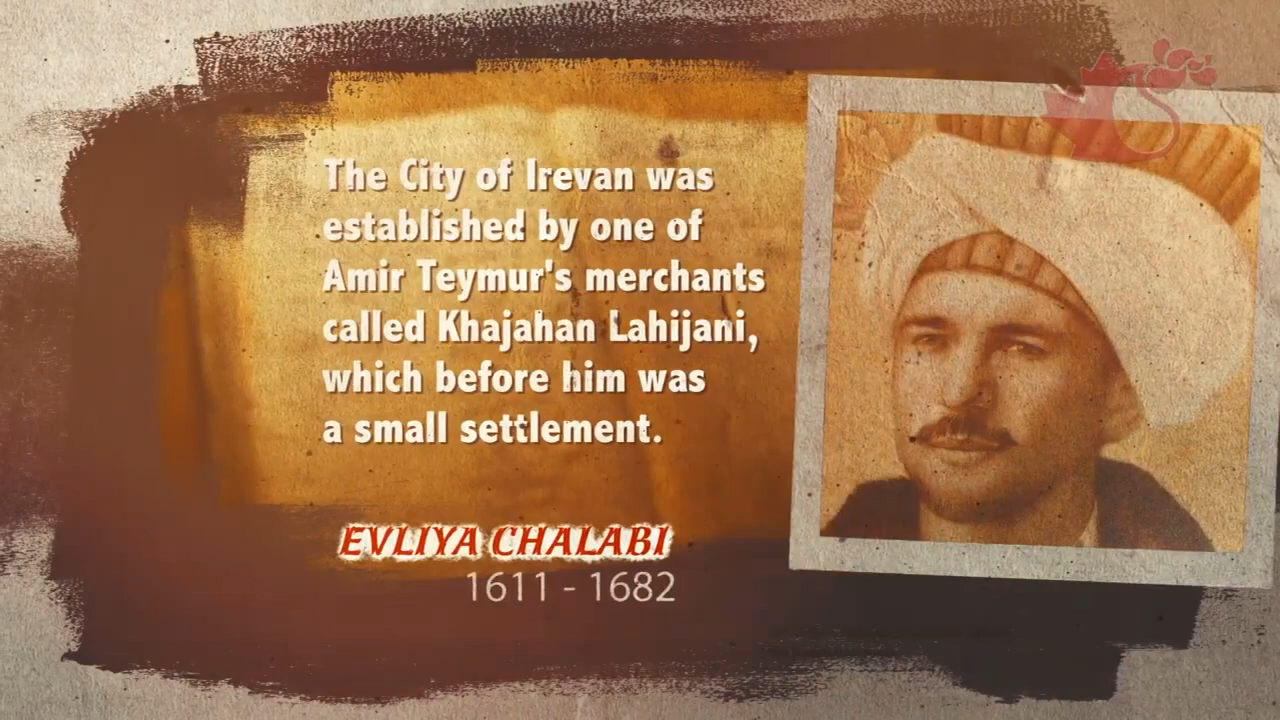 The City of Irevan was
established by one of
Amir Teymur's merchants
called Khajahan Lahijani,
which before him was
a small settlement.
EVLIYA CHALABI
1611 - 1682